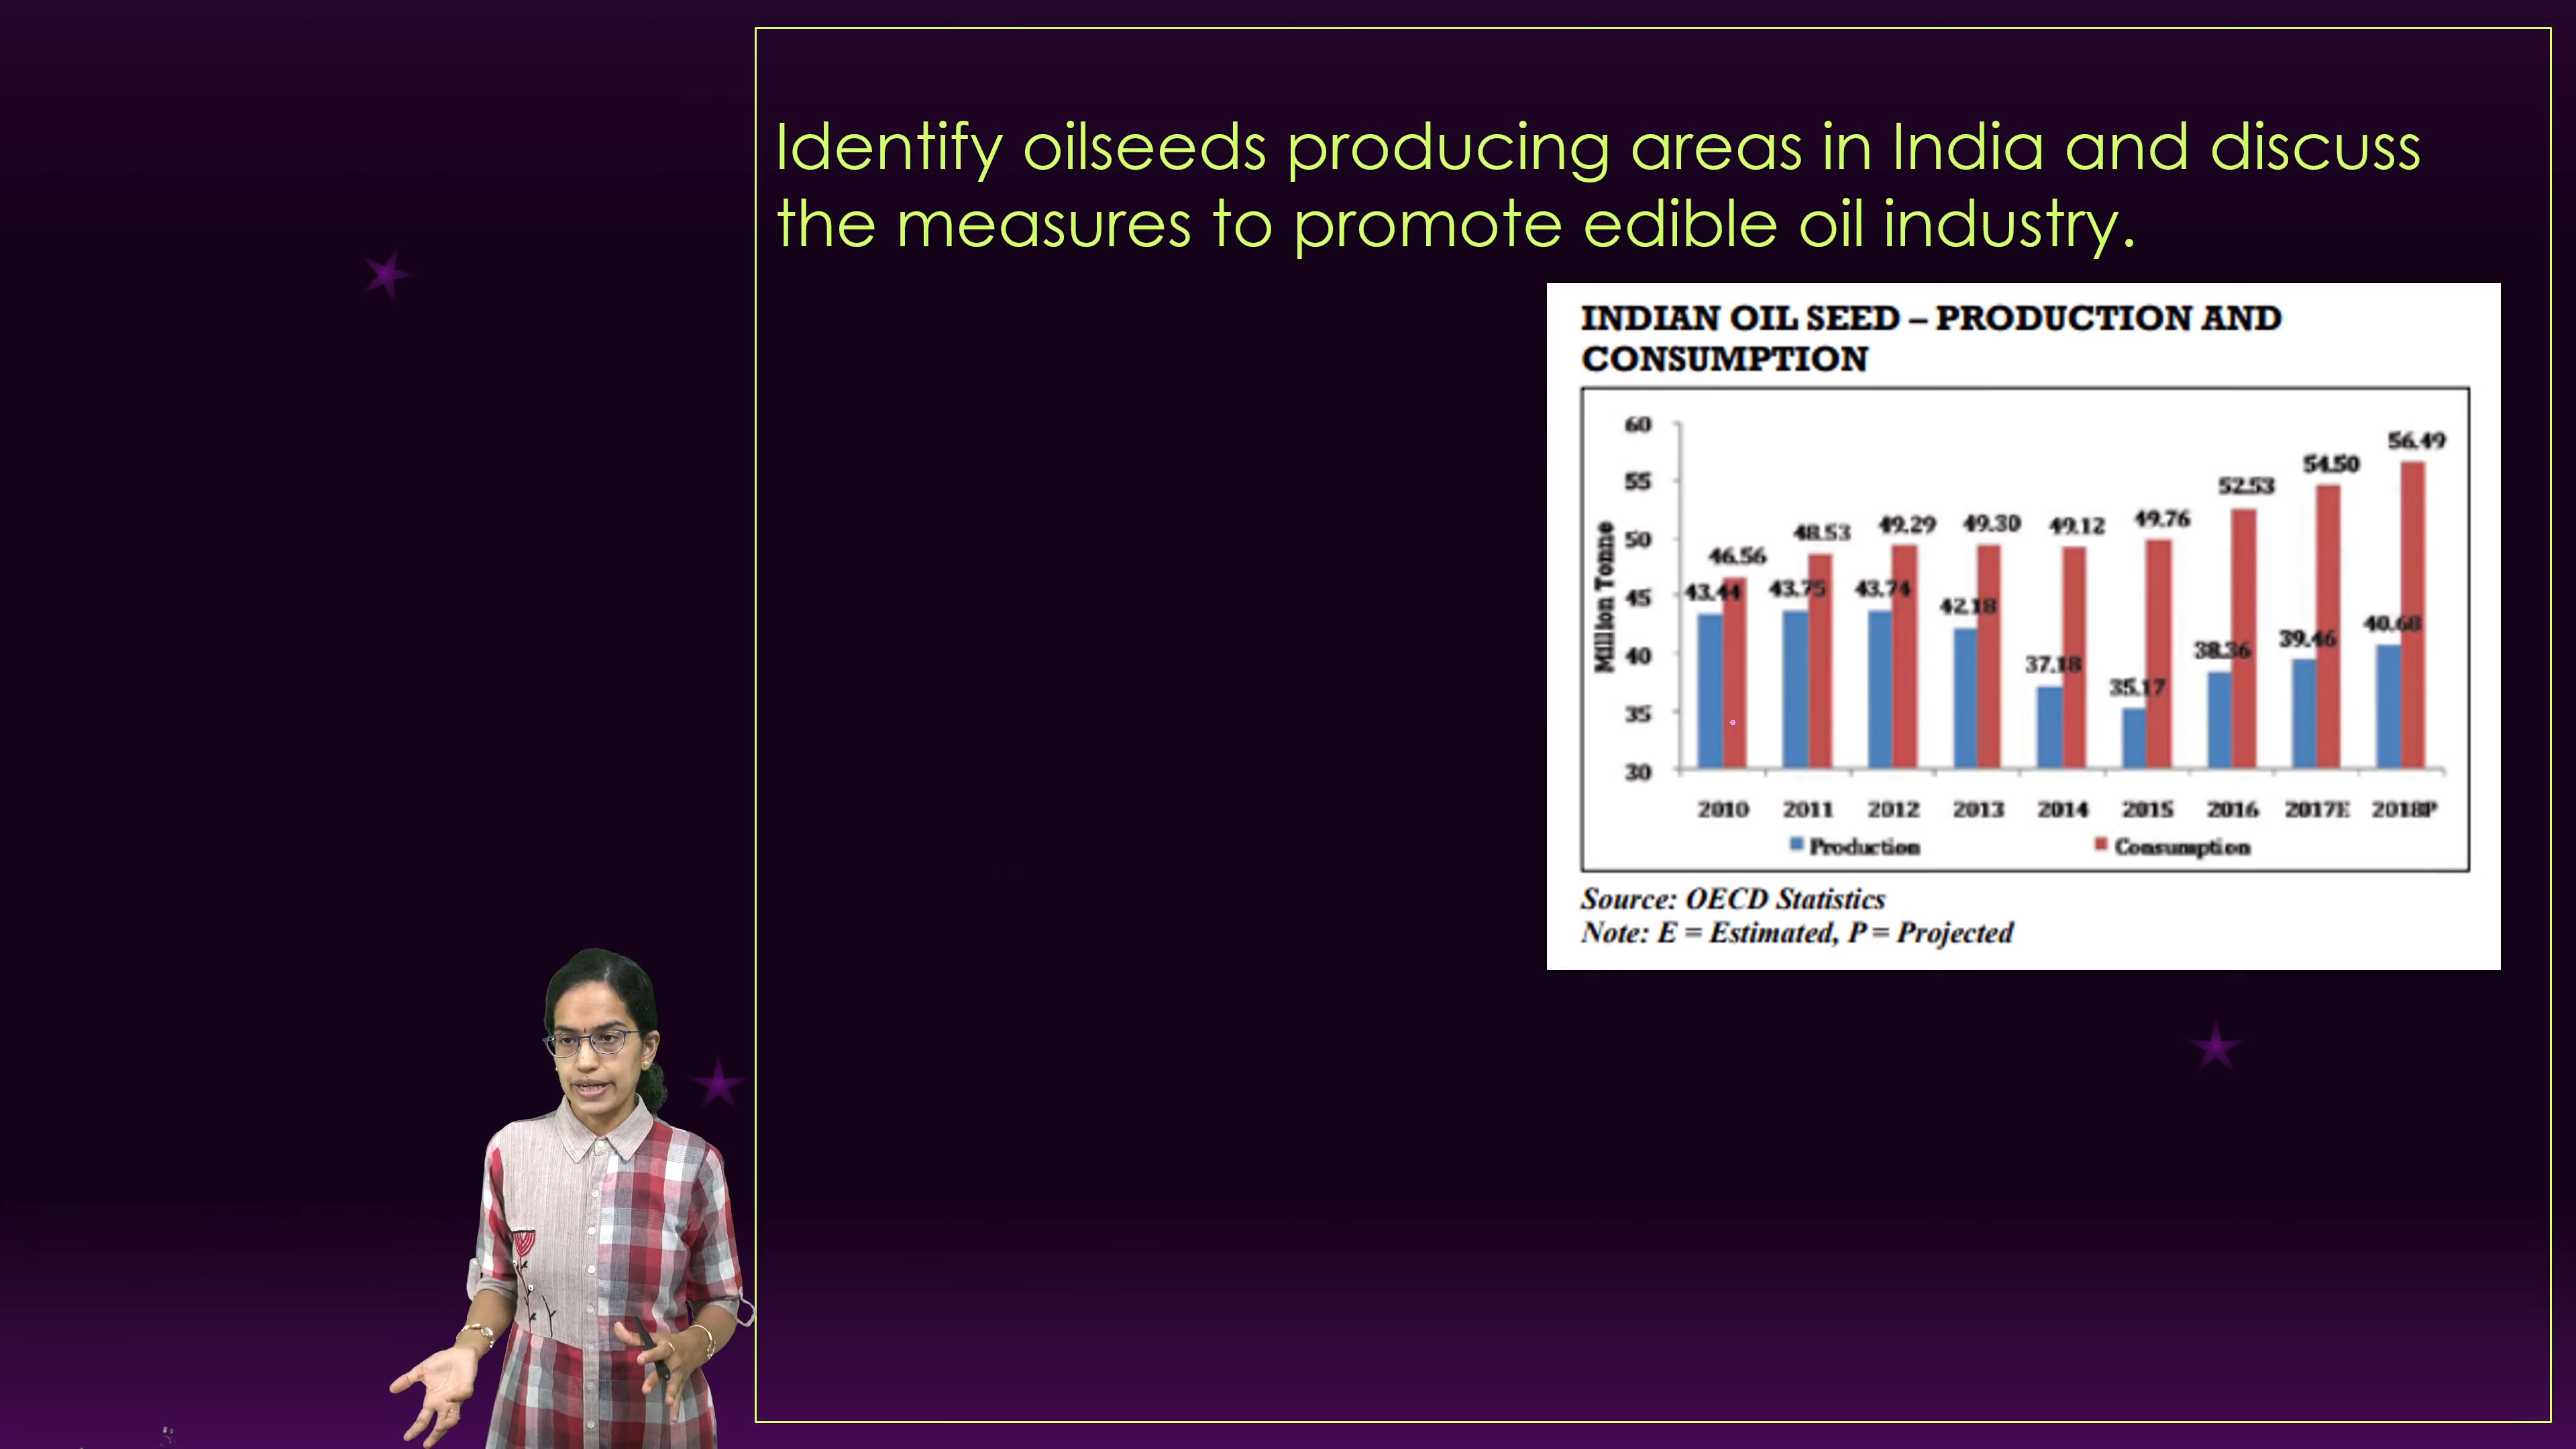 Identify oilseeds producing areas in India and discuss
the measures to promote edible oil industry.
INDIAN OIL SEED – PRODUCTION AND
CONSUMPTION
Million Tonne
60
55
50
45
40
35
30
43.44
46.56
43.75
48.53
43.74
49.29
42.18
49.30
37.18
49.12
35.17
49.76
38.36
52.53
39.46
54.50
40.68
56.49
2010 2011 2012 2013 2014 2015 2016 2017E 2018P
Production Consumption
Source: OECD Statistics
Note: E = Estimated, P = Projected